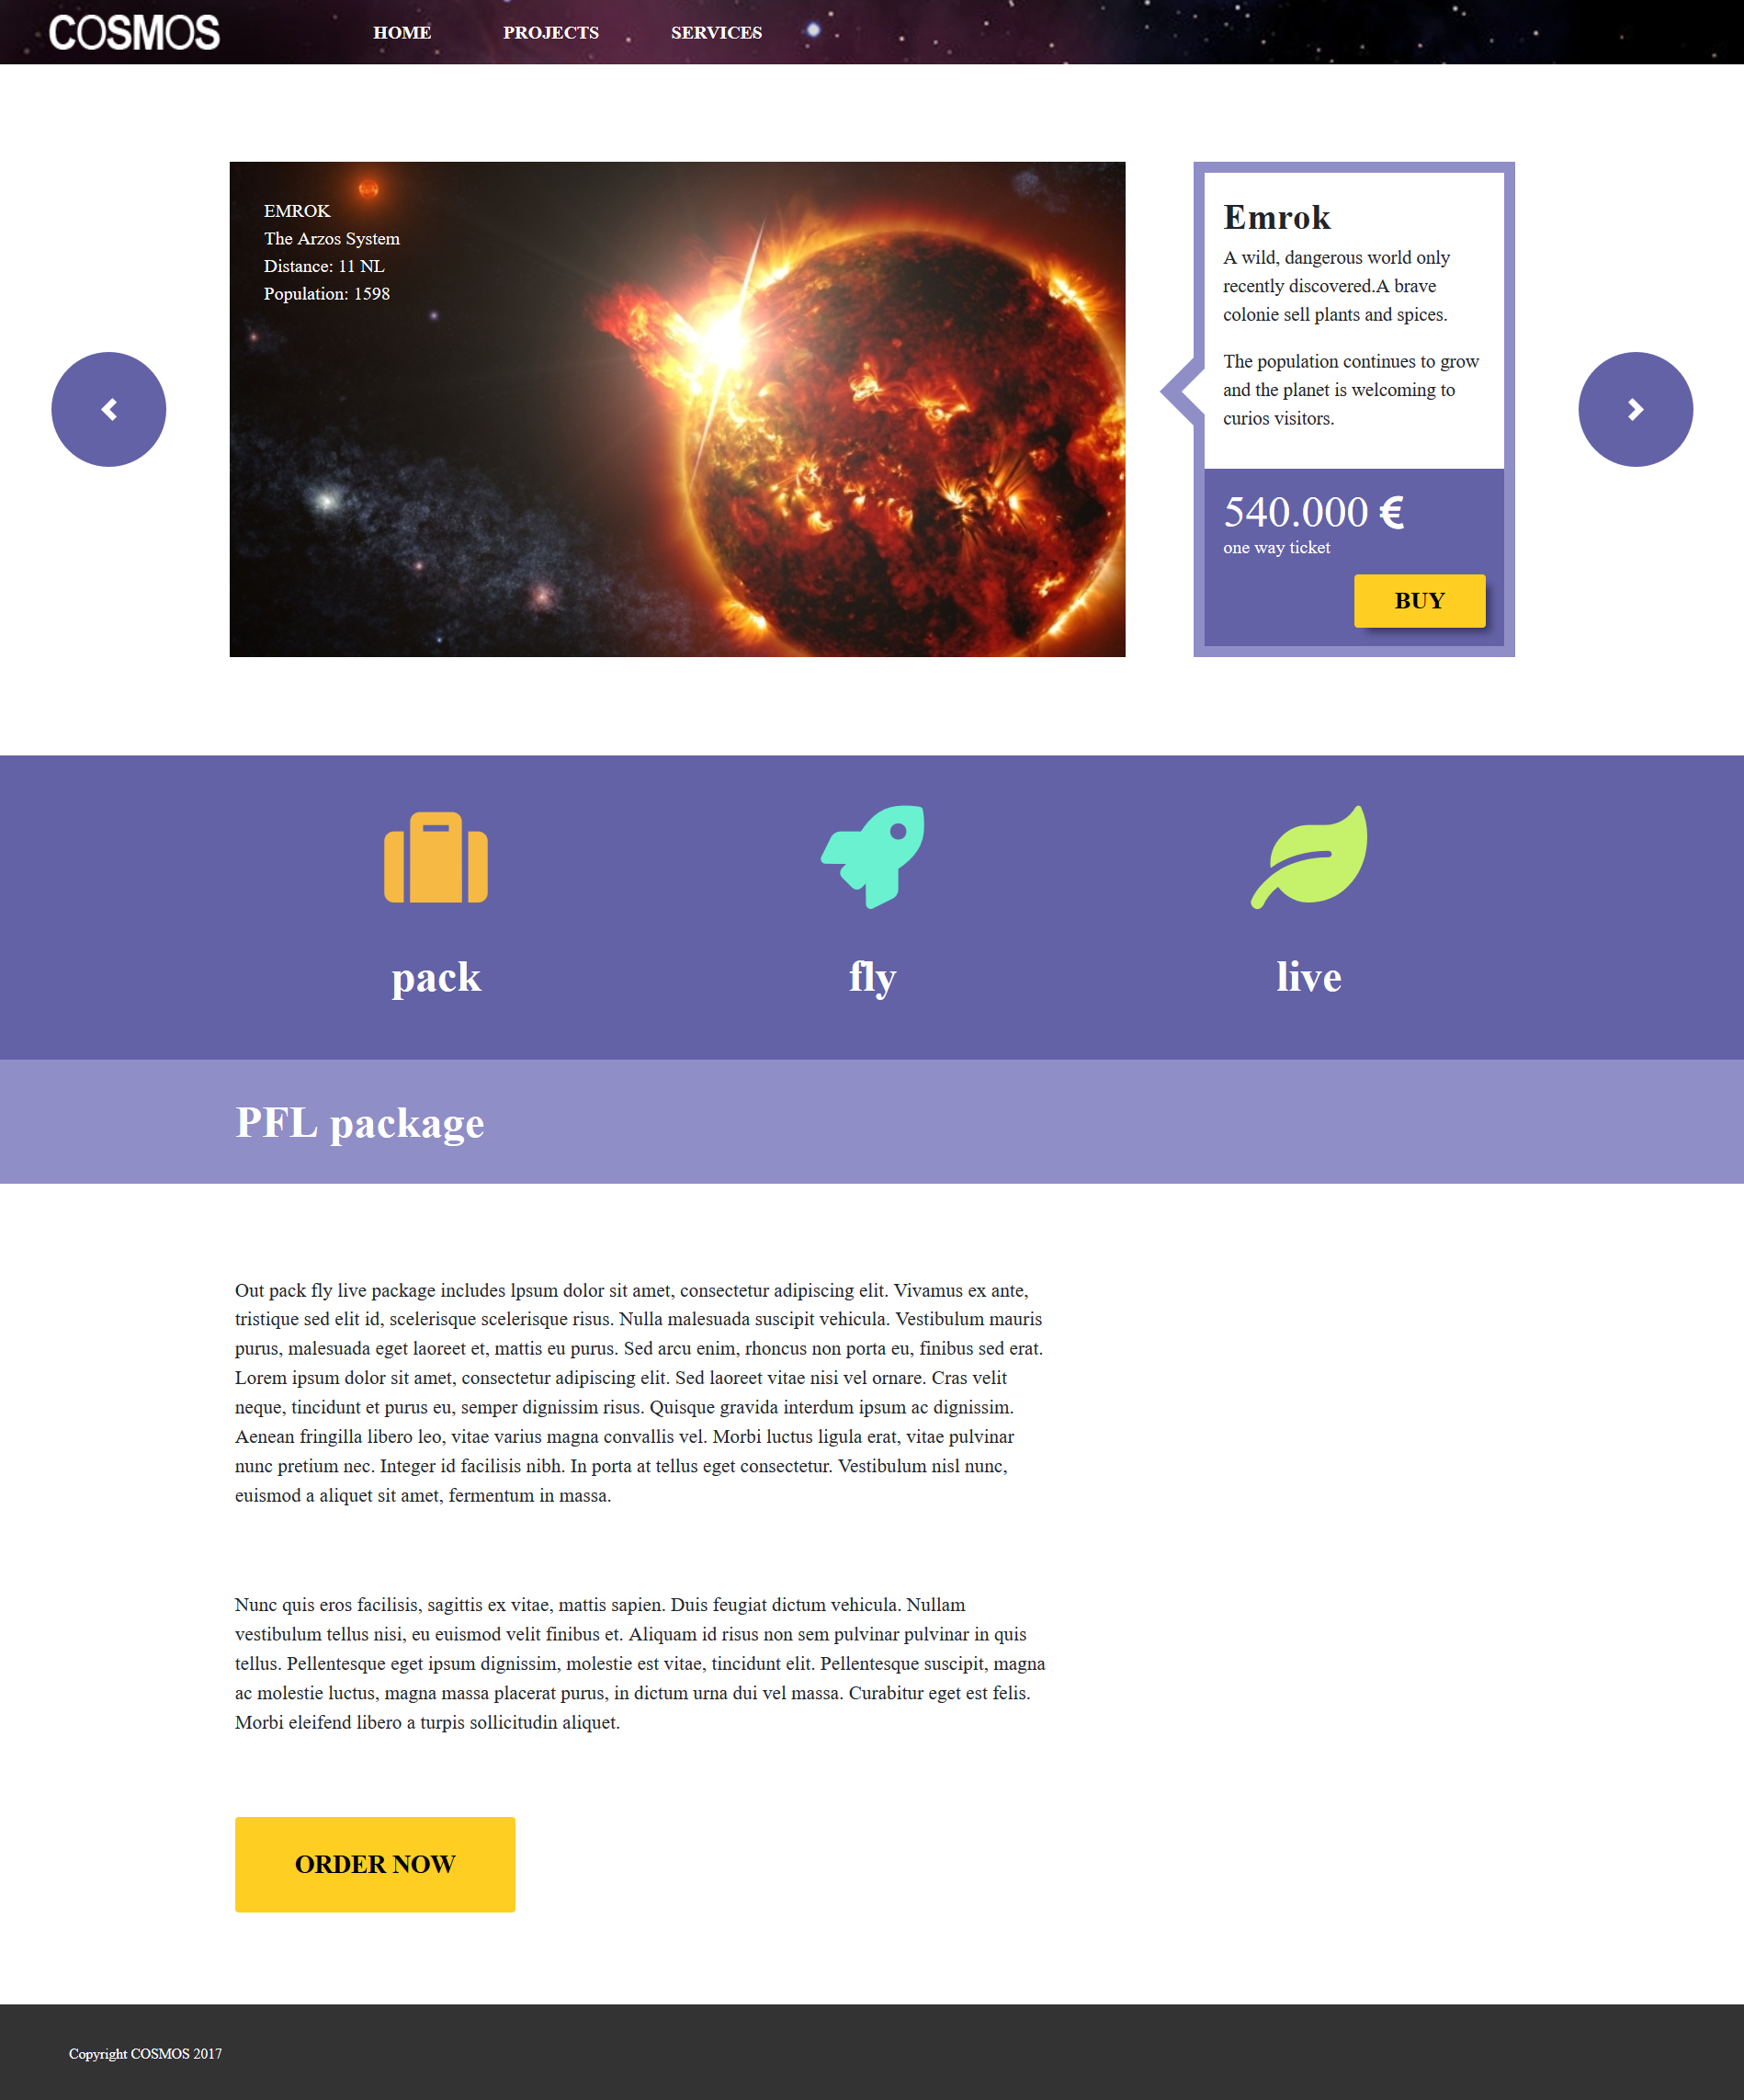 COSMOS
HOME PROJECTS SERVICES
EMROK
The Arzos System
Distance: 11 NL
Population: 1598
Emrok
A wild, dangerous world only
recently discovered.A brave
colonie sell plants and spices.
The population continues to grow
and the planet is welcoming to
curios visitors.
540.000 €
one way ticket
BUY
pack
fly
live
PFL package
Out pack fly live package includes lpsum dolor sit amet, consectetur adipiscing elit. Vivamus ex ante,
tristique sed elit id, scelerisque scelerisque risus. Nulla malesuada suscipit vehicula. Vestibulum mauris
purus, malesuada eget laoreet et, mattis eu purus. Sed arcu enim, rhoncus non porta eu, finibus sed erat.
Lorem ipsum dolor sit amet, consectetur adipiscing elit. Sed laoreet vitae nisi vel ornare. Cras velit
neque, tincidunt et purus eu, semper dignissim risus. Quisque gravida interdum ipsum ac dignissim.
Aenean fringilla libero leo, vitae varius magna convallis vel. Morbi luctus ligula erat, vitae pulvinar
nunc pretium nec. Integer id facilisis nibh. In porta at tellus eget consectetur. Vestibulum nisl nunc,
euismod a aliquet sit amet, fermentum in massa.
Nunc quis eros facilisis, sagittis ex vitae, mattis sapien. Duis feugiat dictum vehicula. Nullam
vestibulum tellus nisi, eu euismod velit finibus et. Aliquam id risus non sem pulvinar pulvinar in quis
tellus. Pellentesque eget ipsum dignissim, molestie est vitae, tincidunt elit. Pellentesque suscipit, magna
ac molestie luctus, magna massa placerat purus, in dictum urna dui vel massa. Curabitur eget est felis.
Morbi eleifend libero a turpis sollicitudin aliquet.
ORDER NOW
Copyright COSMOS 2017